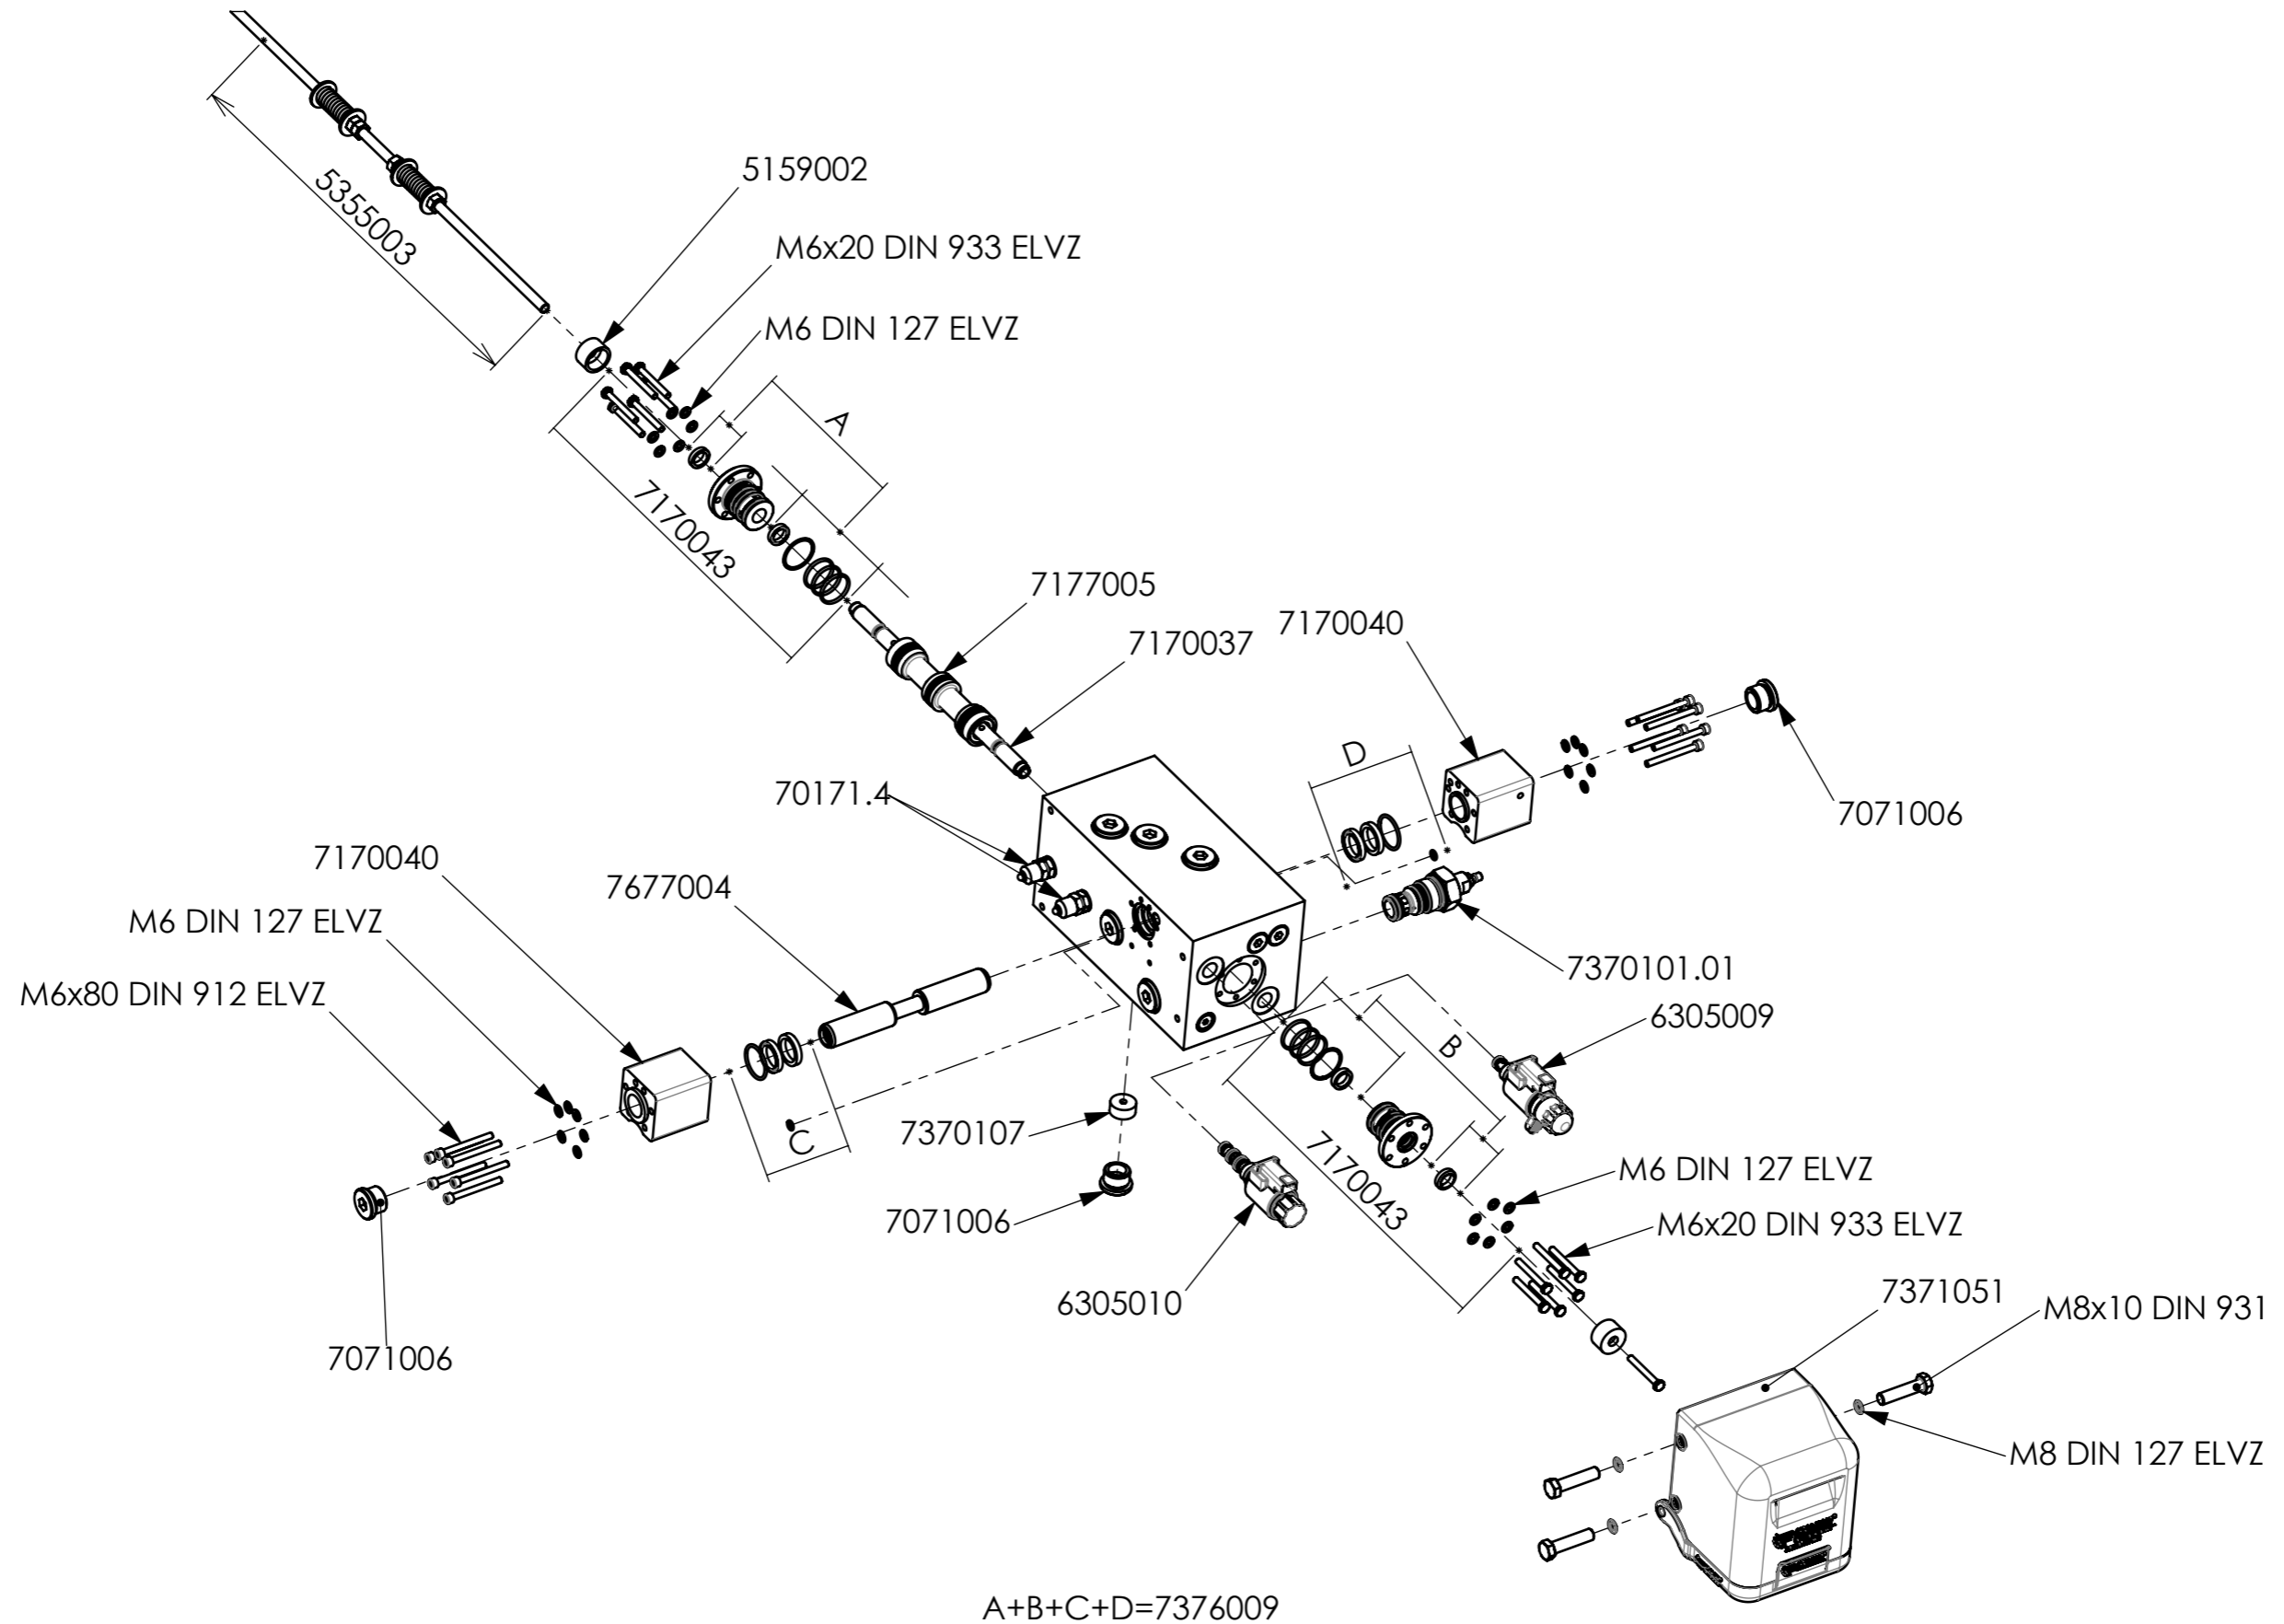 5355003
5159002
M6x20 DIN 933 ELVZ
M6 DIN 127 ELVZ
A
7170043
7177005
7170037
7170040
D
7071006
70171.4
7170040
7677004
M6 DIN 127 ELVZ
M6x80 DIN 912 ELVZ
7370101.01
6305009
B
C
7370107
7071006
6305010
7170043
M6 DIN 127 ELVZ
M6x20 DIN 933 ELVZ
7071006
7371051
M8x10 DIN 931
M8 DIN 127 ELVZ
A+B+C+D=7376009